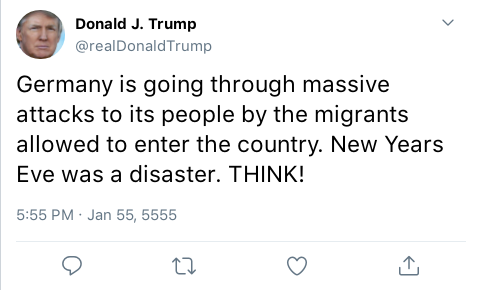 Donald J. Trump
@realDonaldTrump
Germany is going through massive
attacks to its people by the migrants
allowed to enter the country. New Years
Eve was a disaster. THINK!
5:55 PM · Jan 55, 5555